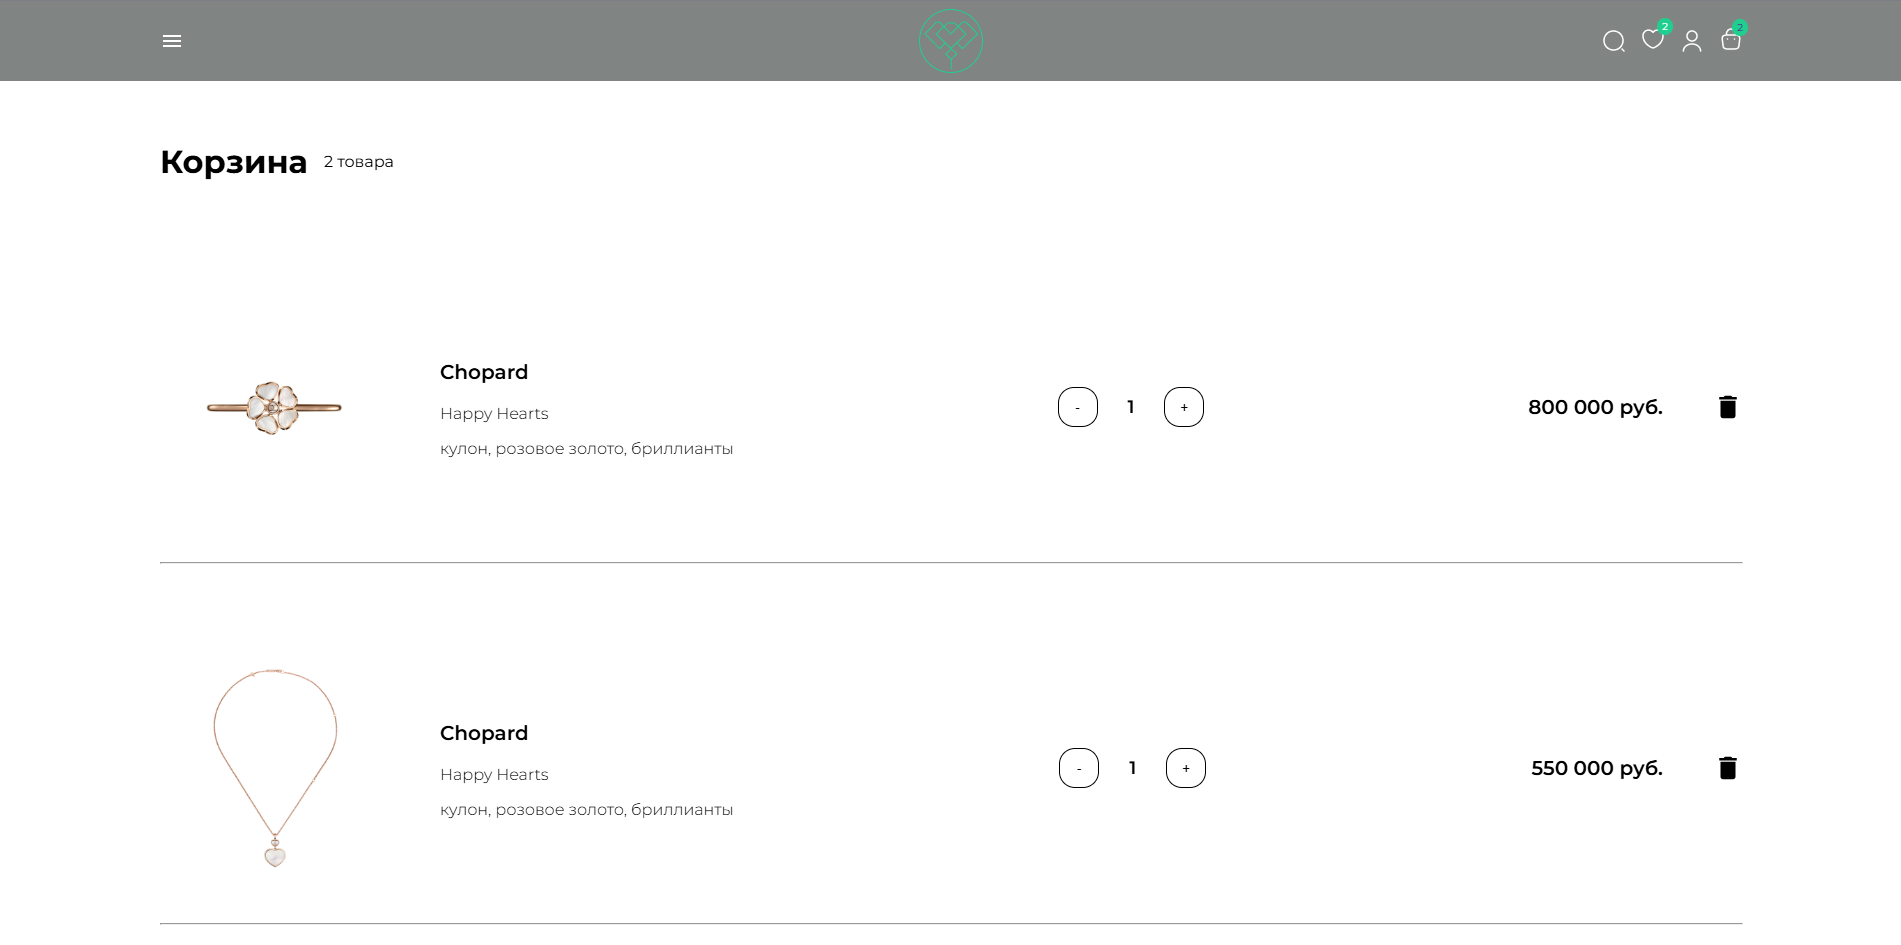 2
2
Корзина 2 товара
Chopard
Happy Hearts
кулон, розовое золото, бриллианты
- 1 +
800 000 руб.
Chopard
Happy Hearts
кулон, розовое золото, бриллианты
- 1 +
550 000 руб.